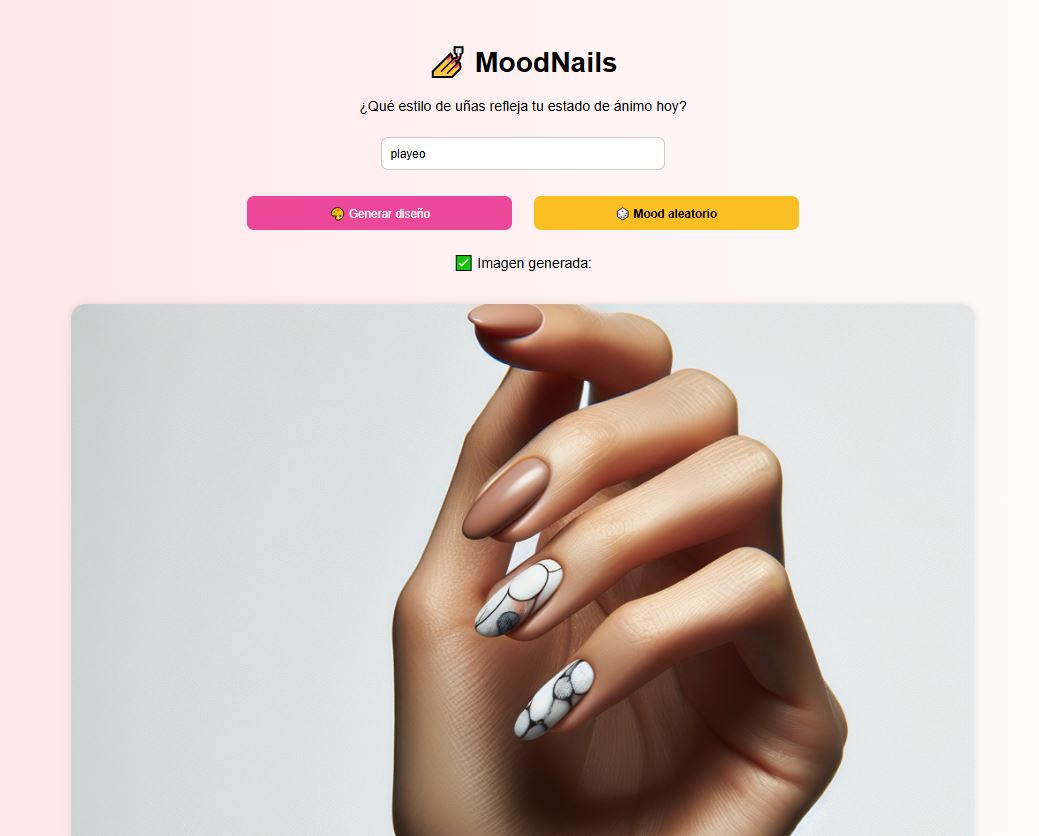 MoodNails
¿Qué estilo de uñas refleja tu estado de ánimo hoy?
playeo
Generar diseño
Mood aleatorio
Imagen generada: